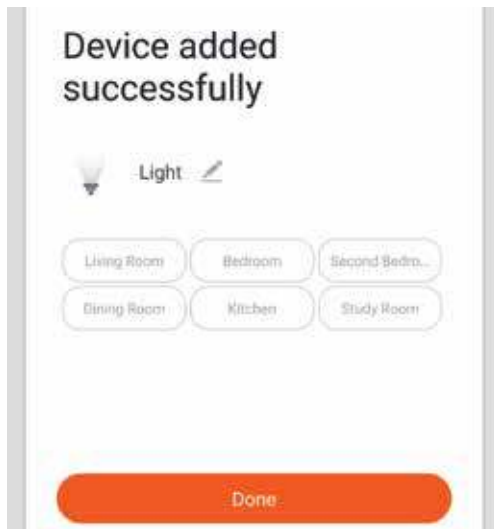 Device added
successfully
Light
Living Room Bedroom Second Bedro...
Dining Room Kitchen Study Room
Done